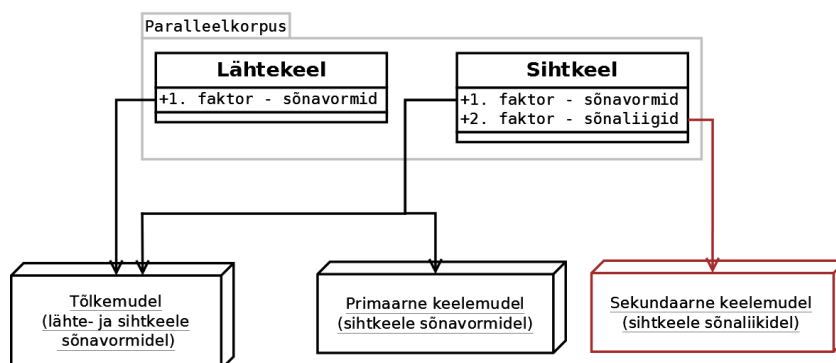 Paralleelkorpus
Lähtekeel
+1. faktor - sõnavormid
Sihtkeel
+1. faktor - sõnavormid
+2. faktor - sõnaliigid
Tõlkemudel
(lähte- ja sihtkeele
sõnavormidel)
Primaarne keelemudel
(sihtkeele sõnavormidel)
Sekundaarne keelemudel
(sihtkeele sõnaliikidel)